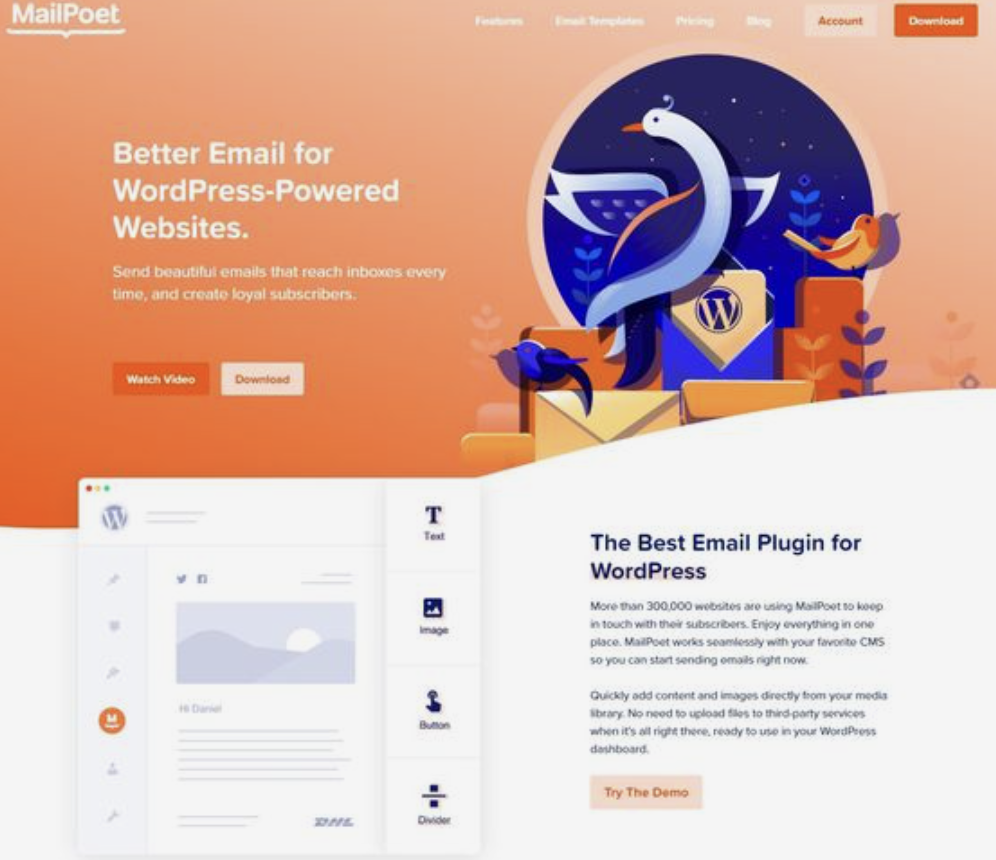 MailPoet
Features Email Templates Pricing Blog Account Download
Better Email for
WordPress-Powered
Websites.
Send beautiful emails that reach inboxes every
time, and create loyal subscribers.
Watch Video Download
T
Text
Image
Button
Divider
Hi Daniel
The Best Email Plugin for
WordPress
More than 300,000 websites are using MailPoet to keep
in touch with their subscribers. Enjoy everything in one
place. MailPoet works seamlessly with your favorite CMS
so you can start sending emails right now.
Quickly add content and images directly from your media
library. No need to upload files to third-party services
when it's all right there, ready to use in your WordPress
dashboard.
Try The Demo